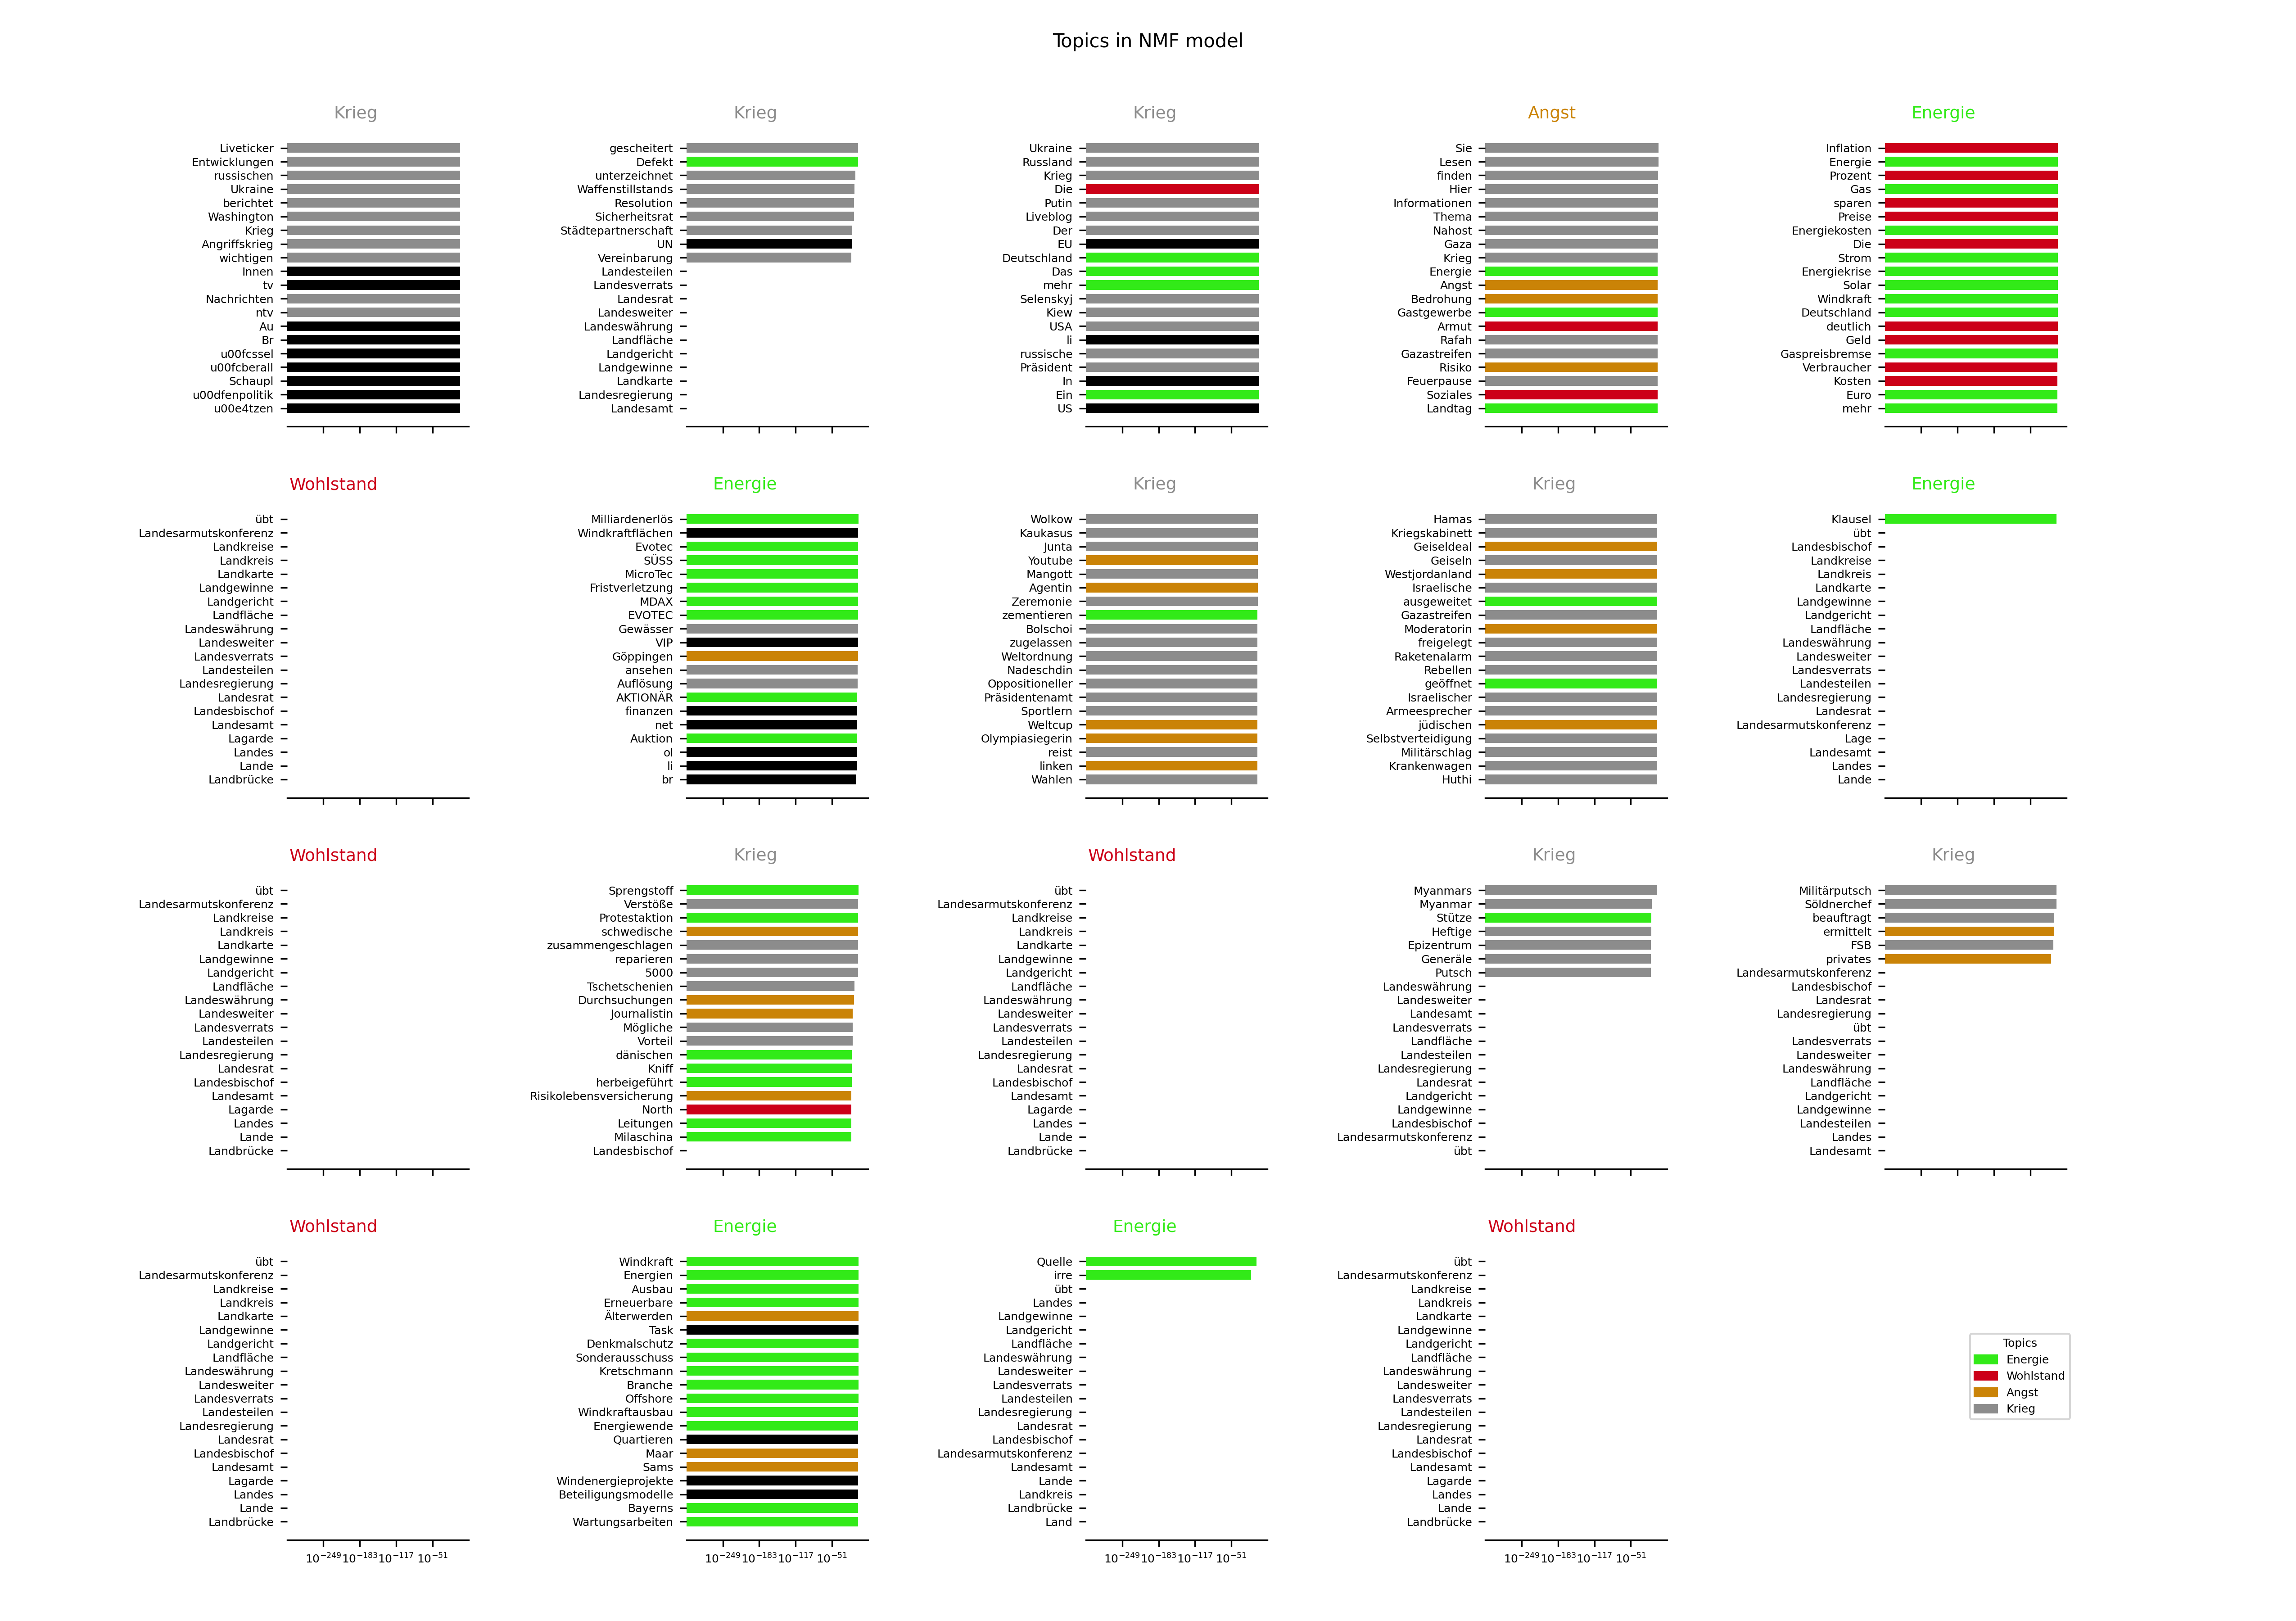 Topics in NMF model
Krieg
Liveticker
Entwicklungen
russischen
Ukraine
berichtet
Washington
Krieg
Angriffskrieg
wichtigen
Innen
tv
Nachrichten
ntv
Au
Br
u00fcssel
u00fcberall
Schaupl
u00dfenpolitik
u00e4tzen
Krieg
gescheitert
Defekt
unterzeichnet
Waffenstillstands
Resolution
Sicherheitsrat
Städtepartnerschaft
UN
Vereinbarung
Landesteilen
Landesverrats
Landesrat
Landesweiter
Landeswährung
Landfläche
Landgericht
Landgewinne
Landkarte
Landesregierung
Landesamt
Krieg
Ukraine
Russland
Krieg
Die
Putin
Liveblog
Der
EU
Deutschland
Das
mehr
Selenskyj
Kiew
USA
li
russische
Präsident
In
Ein
US
Angst
Sie
Lesen
finden
Hier
Informationen
Thema
Nahost
Gaza
Krieg
Energie
Angst
Bedrohung
Gastgewerbe
Armut
Rafah
Gazastreifen
Risiko
Feuerpause
Soziales
Landtag
Energie
Inflation
Energie
Prozent
Gas
sparen
Preise
Energiekosten
Die
Strom
Energiekrise
Solar
Windkraft
Deutschland
deutlich
Geld
Gaspreisbremse
Verbraucher
Kosten
Euro
mehr
Wohlstand
übt
Landesarmutskonferenz
Landkreise
Landkreis
Landkarte
Landgewinne
Landgericht
Landfläche
Landeswährung
Landesweiter
Landesverrats
Landesteilen
Landesregierung
Landesrat
Landesbischof
Landesamt
Lagarde
Landes
Lande
Landbrücke
Energie
Milliardenerlös
Windkraftflächen
Evotec
SÜSS
MicroTec
Fristverletzung
MDAX
EVOTEC
Gewässer
VIP
Göppingen
ansehen
Auflösung
AKTIONÄR
finanzen
net
Auktion
ol
li
br
Krieg
Wolkow
Kaukasus
Junta
Youtube
Mangott
Agentin
Zeremonie
zementieren
Bolschoi
zugelassen
Weltordnung
Nadeschdin
Oppositioneller
Präsidentenamt
Sportlern
Weltcup
Olympiasiegerin
reist
linken
Wahlen
Krieg
Hamas
Kriegskabinett
Geiseldeal
Geiseln
Westjordanland
Israelische
ausgeweitet
Gazastreifen
Moderatorin
freigelegt
Raketenalarm
Rebellen
geöffnet
Israelischer
Armeesprecher
jüdischen
Selbstverteidigung
Militärschlag
Krankenwagen
Huthi
Energie
Klausel
übt
Landesbischof
Landkreise
Landkreis
Landkarte
Landgewinne
Landgericht
Landfläche
Landeswährung
Landesweiter
Landesverrats
Landesteilen
Landesregierung
Landesrat
Landesarmutskonferenz
Lage
Landesamt
Landes
Lande
Wohlstand
übt
Landesarmutskonferenz
Landkreise
Landkreis
Landkarte
Landgewinne
Landgericht
Landfläche
Landeswährung
Landesweiter
Landesverrats
Landesteilen
Landesregierung
Landesrat
Landesbischof
Landesamt
Lagarde
Landes
Lande
Landbrücke
Krieg
Sprengstoff
Verstöße
Protestaktion
schwedische
zusammengeschlagen
reparieren
5000
Tschetschenien
Durchsuchungen
Journalistin
Mögliche
Vorteil
dänischen
Kniff
herbeigeführt
Risikolebensversicherung
North
Leitungen
Milaschina
Landesbischof
Wohlstand
übt
Landesarmutskonferenz
Landkreise
Landkreis
Landkarte
Landgewinne
Landgericht
Landfläche
Landeswährung
Landesweiter
Landesverrats
Landesteilen
Landesregierung
Landesrat
Landesbischof
Landesamt
Lagarde
Landes
Lande
Landbrücke
Krieg
Myanmars
Myanmar
Stütze
Heftige
Epizentrum
Generäle
Putsch
Landeswährung
Landesweiter
Landesamt
Landesverrats
Landfläche
Landesteilen
Landesregierung
Landesrat
Landgericht
Landgewinne
Landesbischof
Landesarmutskonferenz
übt
Krieg
Militärputsch
Söldnerchef
beauftragt
ermittelt
FSB
privates
Landesarmutskonferenz
Landesbischof
Landesrat
Landesregierung
übt
Landesverrats
Landesweiter
Landeswährung
Landfläche
Landgericht
Landgewinne
Landesteilen
Landes
Landesamt
Wohlstand
übt
Landesarmutskonferenz
Landkreise
Landkreis
Landkarte
Landgewinne
Landgericht
Landfläche
Landeswährung
Landesweiter
Landesverrats
Landesteilen
Landesregierung
Landesrat
Landesbischof
Landesamt
Lagarde
Landes
Lande
Landbrücke
10⁻²⁴⁹ 10⁻¹⁸³ 10⁻¹¹⁷ 10⁻⁵¹
Energie
Windkraft
Energien
Ausbau
Erneuerbare
Älterwerden
Task
Denkmalschutz
Sonderausschuss
Kretschmann
Branche
Offshore
Windkraftausbau
Energiewende
Quartieren
Maar
Sams
Windenergieprojekte
Beteiligungsmodelle
Bayerns
Wartungsarbeiten
10⁻²⁴⁹ 10⁻¹⁸³ 10⁻¹¹⁷ 10⁻⁵¹
Energie
Quelle
irre
übt
Landes
Landgewinne
Landgericht
Landfläche
Landeswährung
Landesweiter
Landesverrats
Landesteilen
Landesregierung
Landesrat
Landesbischof
Landesarmutskonferenz
Landesamt
Lande
Landkreis
Landbrücke
Land
10⁻²⁴⁹ 10⁻¹⁸³ 10⁻¹¹⁷ 10⁻⁵¹
Wohlstand
übt
Landesarmutskonferenz
Landkreise
Landkreis
Landkarte
Landgewinne
Landgericht
Landfläche
Landeswährung
Landesweiter
Landesverrats
Landesteilen
Landesregierung
Landesrat
Landesbischof
Landesamt
Lagarde
Landes
Lande
Landbrücke
10⁻²⁴⁹ 10⁻¹⁸³ 10⁻¹¹⁷ 10⁻⁵¹
Topics
Energie
Wohlstand
Angst
Krieg